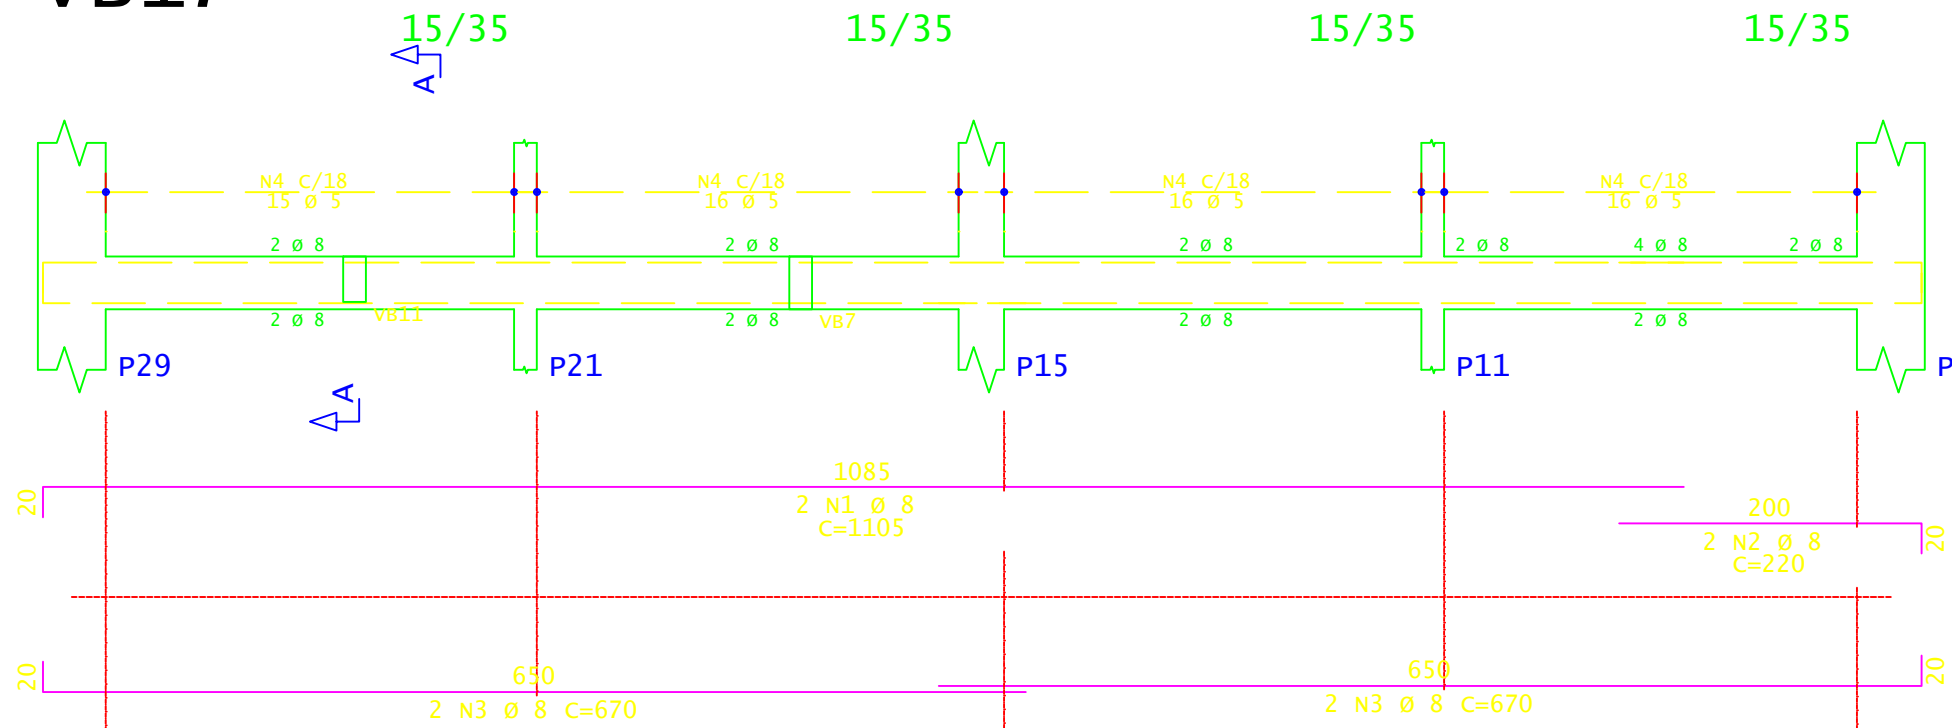 VB17
15/35 15/35 15/35 15/35
A
N4 C/18 N4 C/18 N4 C/18 N4 C/18
15 Ø 5 16 Ø 5 16 Ø 5 16 Ø 5
2 Ø 8 2 Ø 8 2 Ø 8 2 Ø 8 4 Ø 8 2 Ø 8
VB11 VB7
2 Ø 8 2 Ø 8 2 Ø 8 2 Ø 8
P29 P21 P15 P11 P
A
1085
20 2 N1 Ø 8 200
C=1105 2 N2 Ø 8 20
C=220
20 650 650 20
2 N3 Ø 8 C=670 2 N3 Ø 8 C=670